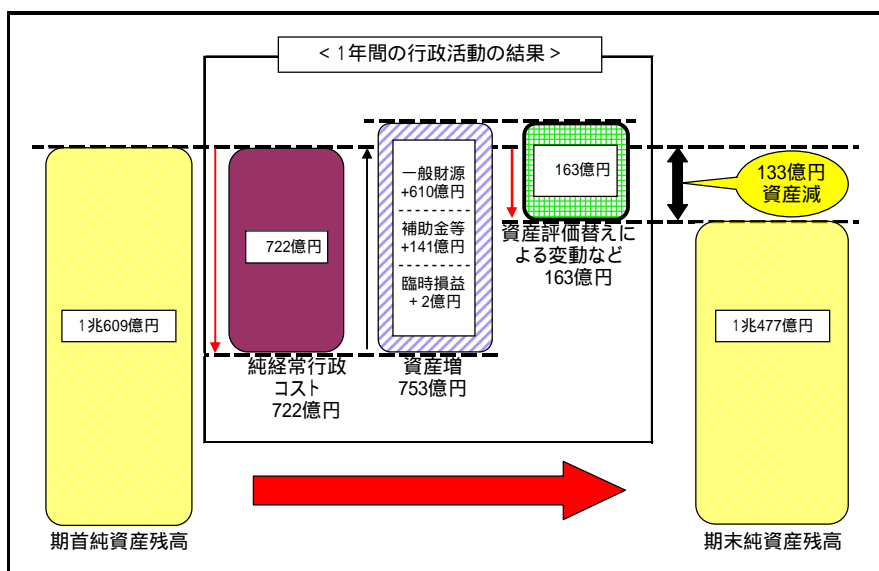 < 1年間の行政活動の結果 >
1兆609億円
期首純資産残高
722億円
純経常行政
コスト
722億円
一般財源
+610億円
補助金等
+141億円
臨時損益
+ 2億円
資産増
753億円
163億円
資産評価替えに
よる変動など
163億円
133億円
資産減
1兆477億円
期末純資産残高